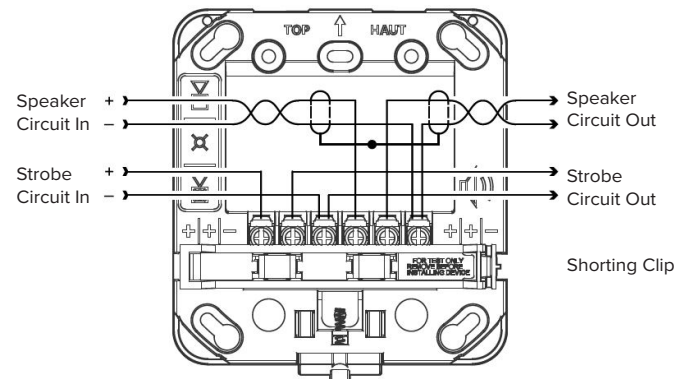 TOP HAUT
Speaker + Speaker
Circuit In – Circuit Out
Strobe + Strobe
Circuit In – Circuit Out
+ + – + + –
FOR TEST ONLY
REMOVE BEFORE
INSTALLING DEVICE
Shorting Clip